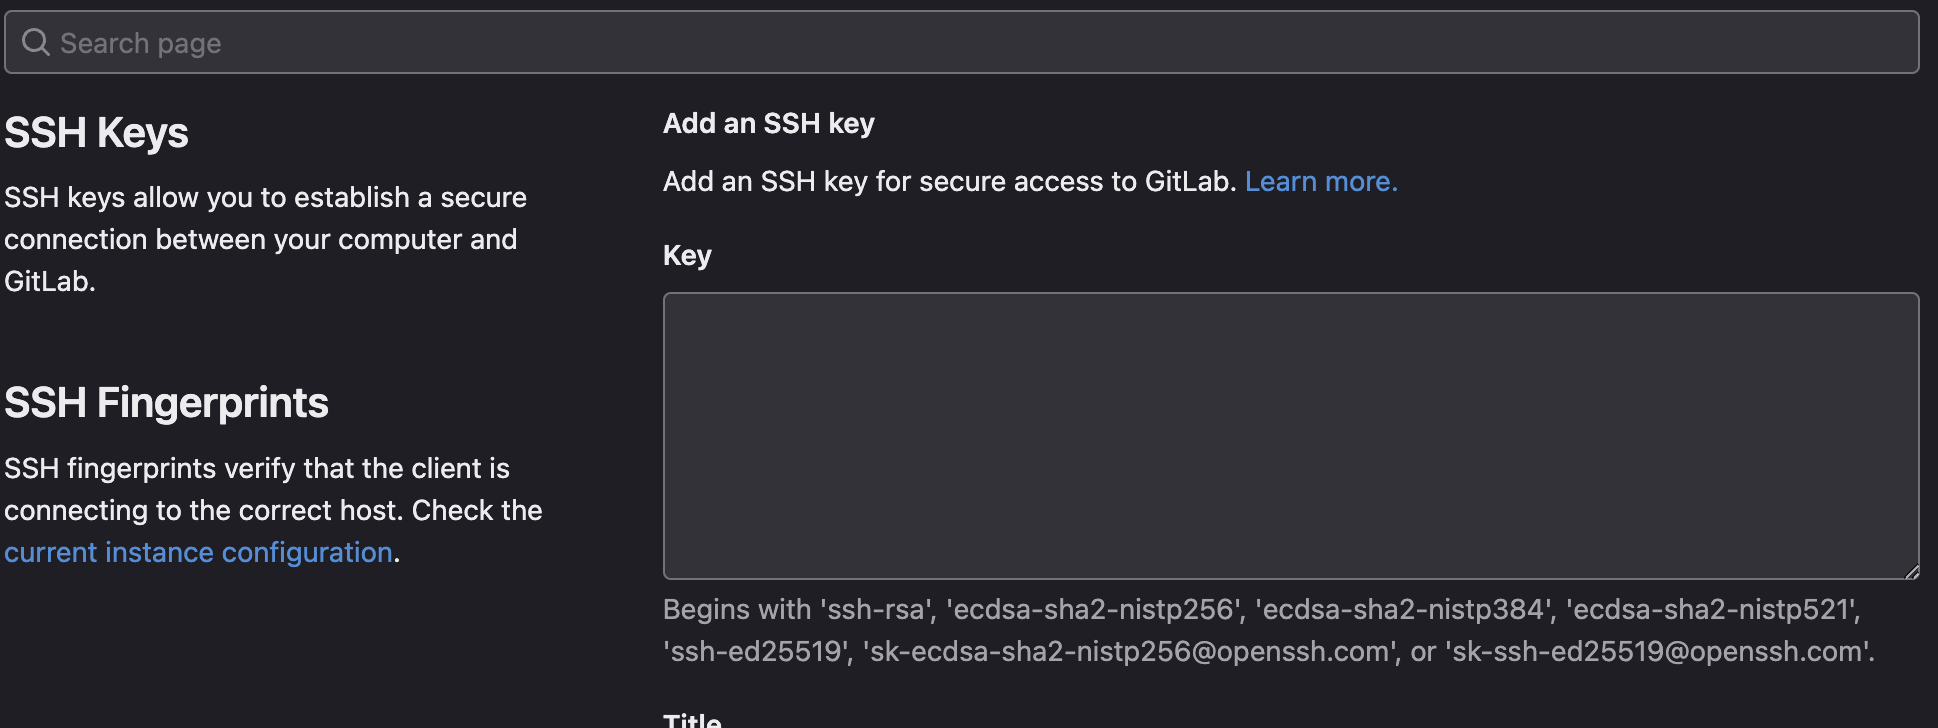 Search page
SSH Keys
SSH keys allow you to establish a secure
connection between your computer and
GitLab.
SSH Fingerprints
SSH fingerprints verify that the client is
connecting to the correct host. Check the
current instance configuration.
Add an SSH key
Add an SSH key for secure access to GitLab. Learn more.
Key
Begins with 'ssh-rsa', 'ecdsa-sha2-nistp256', 'ecdsa-sha2-nistp384', 'ecdsa-sha2-nistp521',
'ssh-ed25519', 'sk-ecdsa-sha2-nistp256@openssh.com', or 'sk-ssh-ed25519@openssh.com'.
Title